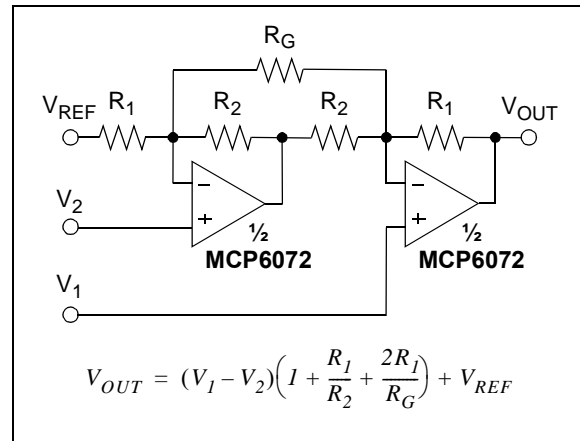 R_G
V_REF R_1 R_2 R_2 R_1 V_OUT
V_2 − + − +
½ ½
MCP6072 MCP6072
V_1
V_OUT = (V_1 – V_2)(1 + R_1/R_2 + 2R_1/R_G) + V_REF